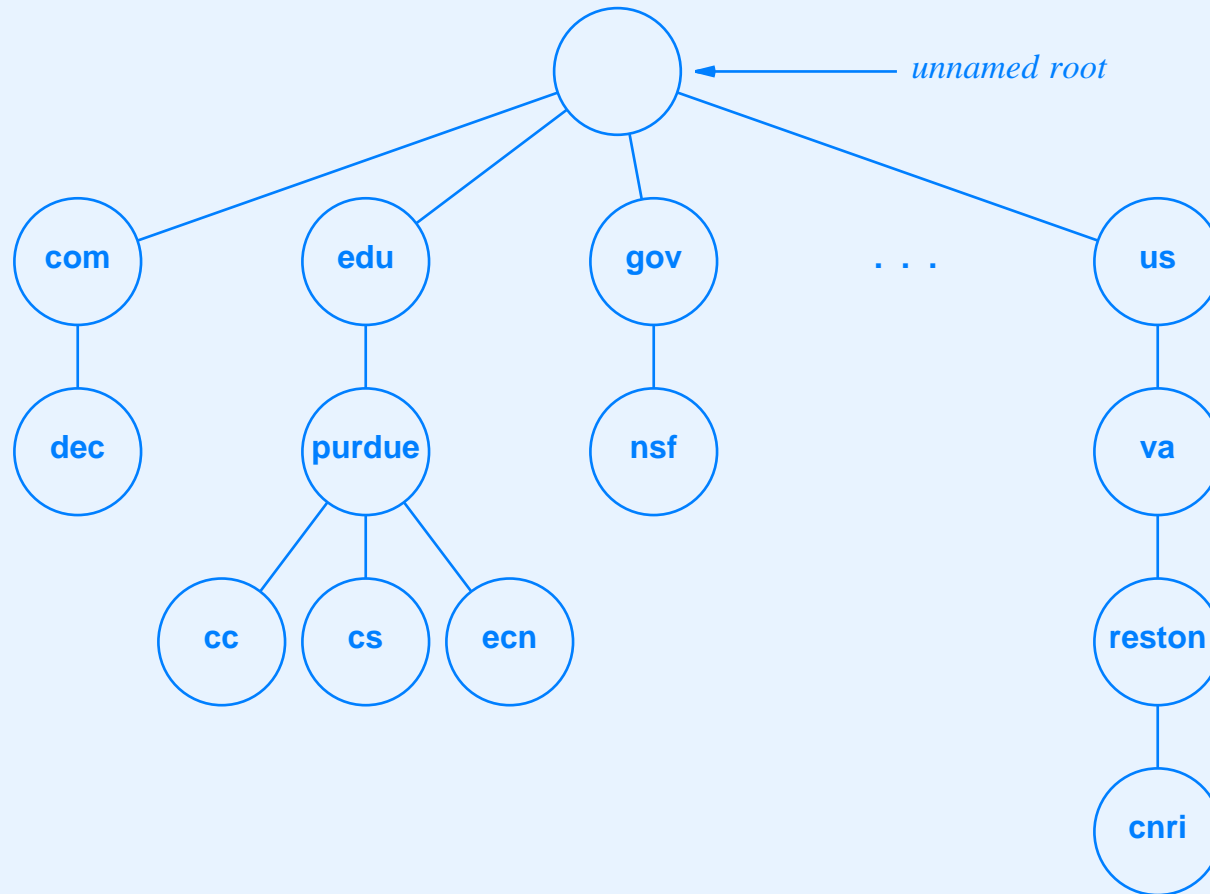 unnamed root
com edu gov . . . us
dec purdue nsf va
cc cs ecn reston
cnri